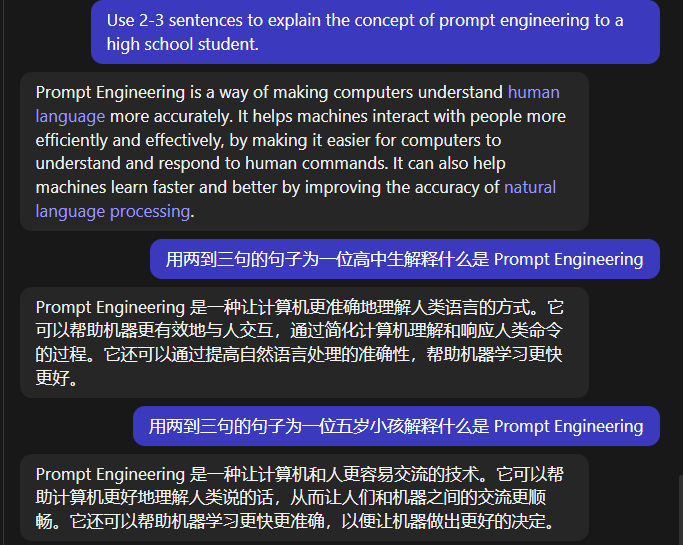 Use 2-3 sentences to explain the concept of prompt engineering to a
high school student.
Prompt Engineering is a way of making computers understand human
language more accurately. It helps machines interact with people more
efficiently and effectively, by making it easier for computers to
understand and respond to human commands. It can also help
machines learn faster and better by improving the accuracy of natural
language processing.
用两到三句的句子为一位高中生解释什么是 Prompt Engineering
Prompt Engineering 是一种让计算机更准确地理解人类语言的方式。它
可以帮助机器更有效地与人交互，通过简化计算机理解和响应人类命令
的过程。它还可以通过提高自然语言处理的准确性，帮助机器学习更快
更好。
用两到三句的句子为一位五岁小孩解释什么是 Prompt Engineering
Prompt Engineering 是一种让计算机和人更容易交流的技术。它可以帮
助计算机更好地理解人类说的话，从而让人们和机器之间的交流更顺
畅。它还可以帮助机器学习更快更准确，以便让机器做出更好的决定。